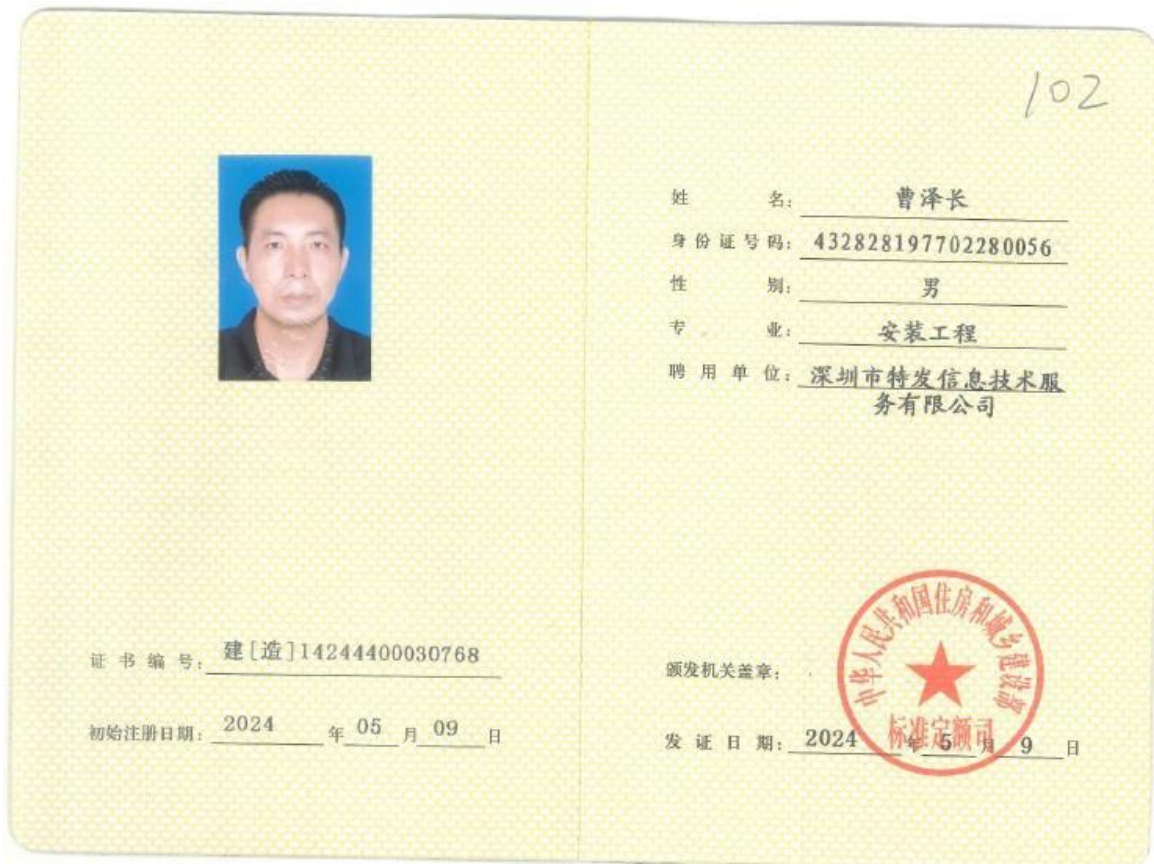 102
姓名：曹泽长
身份证号码：432828197702280056
性别：男
专业：安装工程
聘用单位：深圳市特发信息技术服
务有限公司
证书编号：建[造]14244400030768
初始注册日期：2024年05月09日
颁发机关盖章：
中华人民共和国住房和城乡建设部
标准定额司
发证日期：2024年5月9日